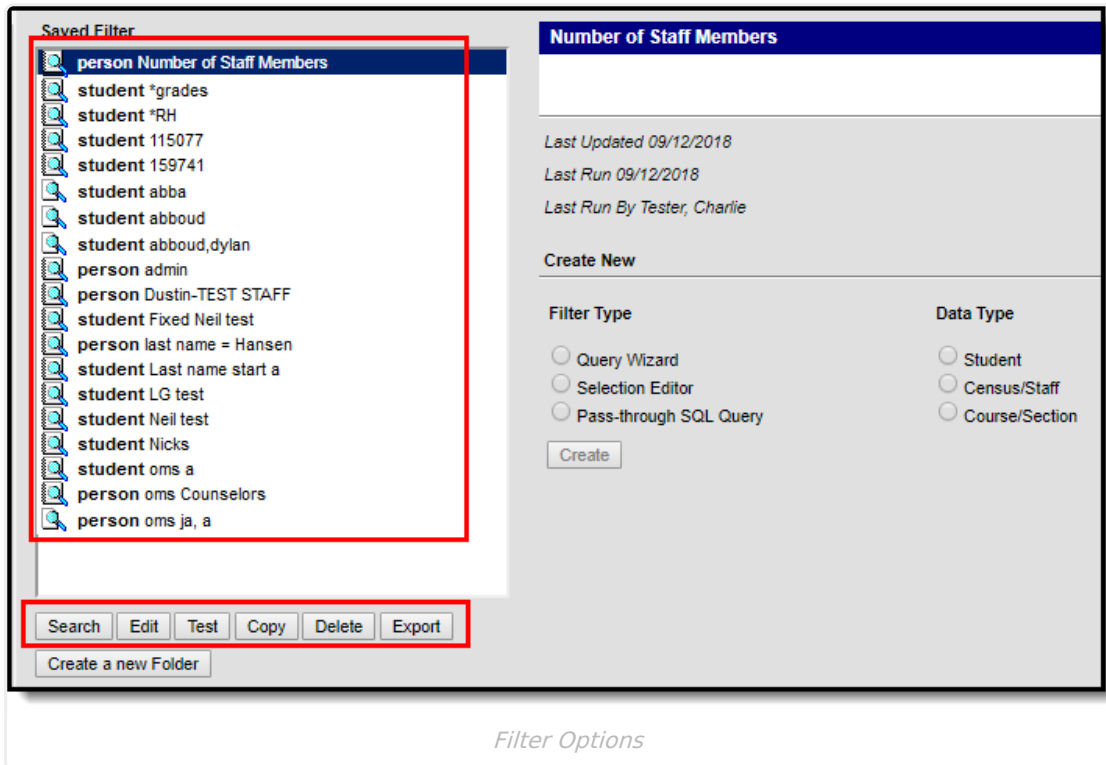 Saved Filter
person Number of Staff Members
student *grades
student *RH
student 115077
student 159741
student abba
student abboud
student abboud,dylan
person admin
person Dustin-TEST STAFF
student Fixed Neil test
person last name = Hansen
student Last name start a
student LG test
student Neil test
student Nicks
student oms a
person oms Counselors
person oms ja, a
Search Edit Test Copy Delete Export
Create a new Folder
Number of Staff Members
Last Updated 09/12/2018
Last Run 09/12/2018
Last Run By Tester, Charlie
Create New
Filter Type Data Type
Query Wizard Student
Selection Editor Census/Staff
Pass-through SQL Query Course/Section
Create
Filter Options